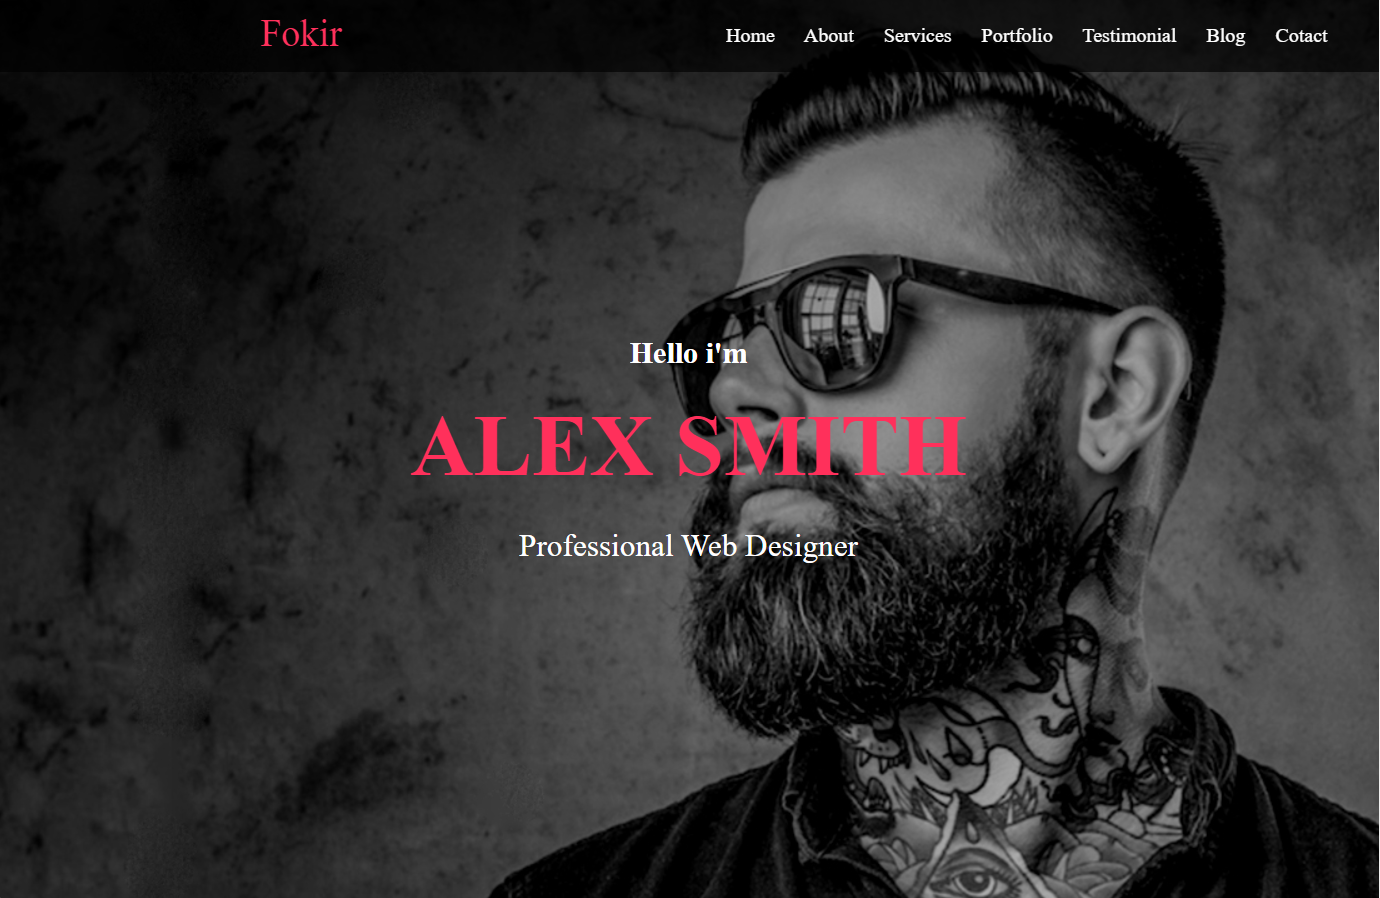 Fokir
Home About Services Portfolio Testimonial Blog Cotact
Hello i'm
ALEX SMITH
Professional Web Designer